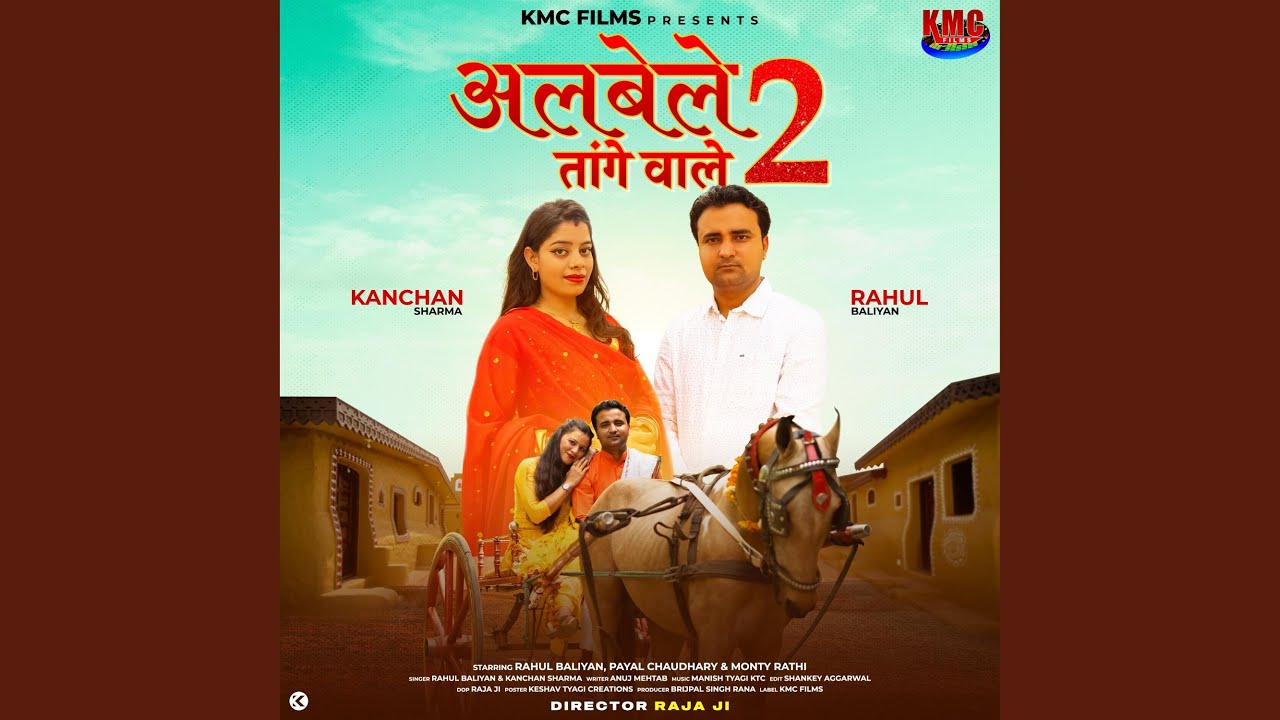 KMC FILMS PRESENTS
KMC
FILMS
अलबेले 2
तांगे वाले
KANCHAN
SHARMA
RAHUL
BALIYAN
STARRING RAHUL BALIYAN, PAYAL CHAUDHARY & MONTY RATHI
SINGER RAHUL BALIYAN & KANCHAN SHARMA WRITER ANUJ MEHTAB MUSIC MANISH TYAGI KTC EDIT SHANKEY AGGARWAL
DOP RAJA JI POSTER KESHAV TYAGI CREATIONS PRODUCER BRIJPAL SINGH RANA LABEL KMC FILMS
DIRECTOR RAJA JI
K